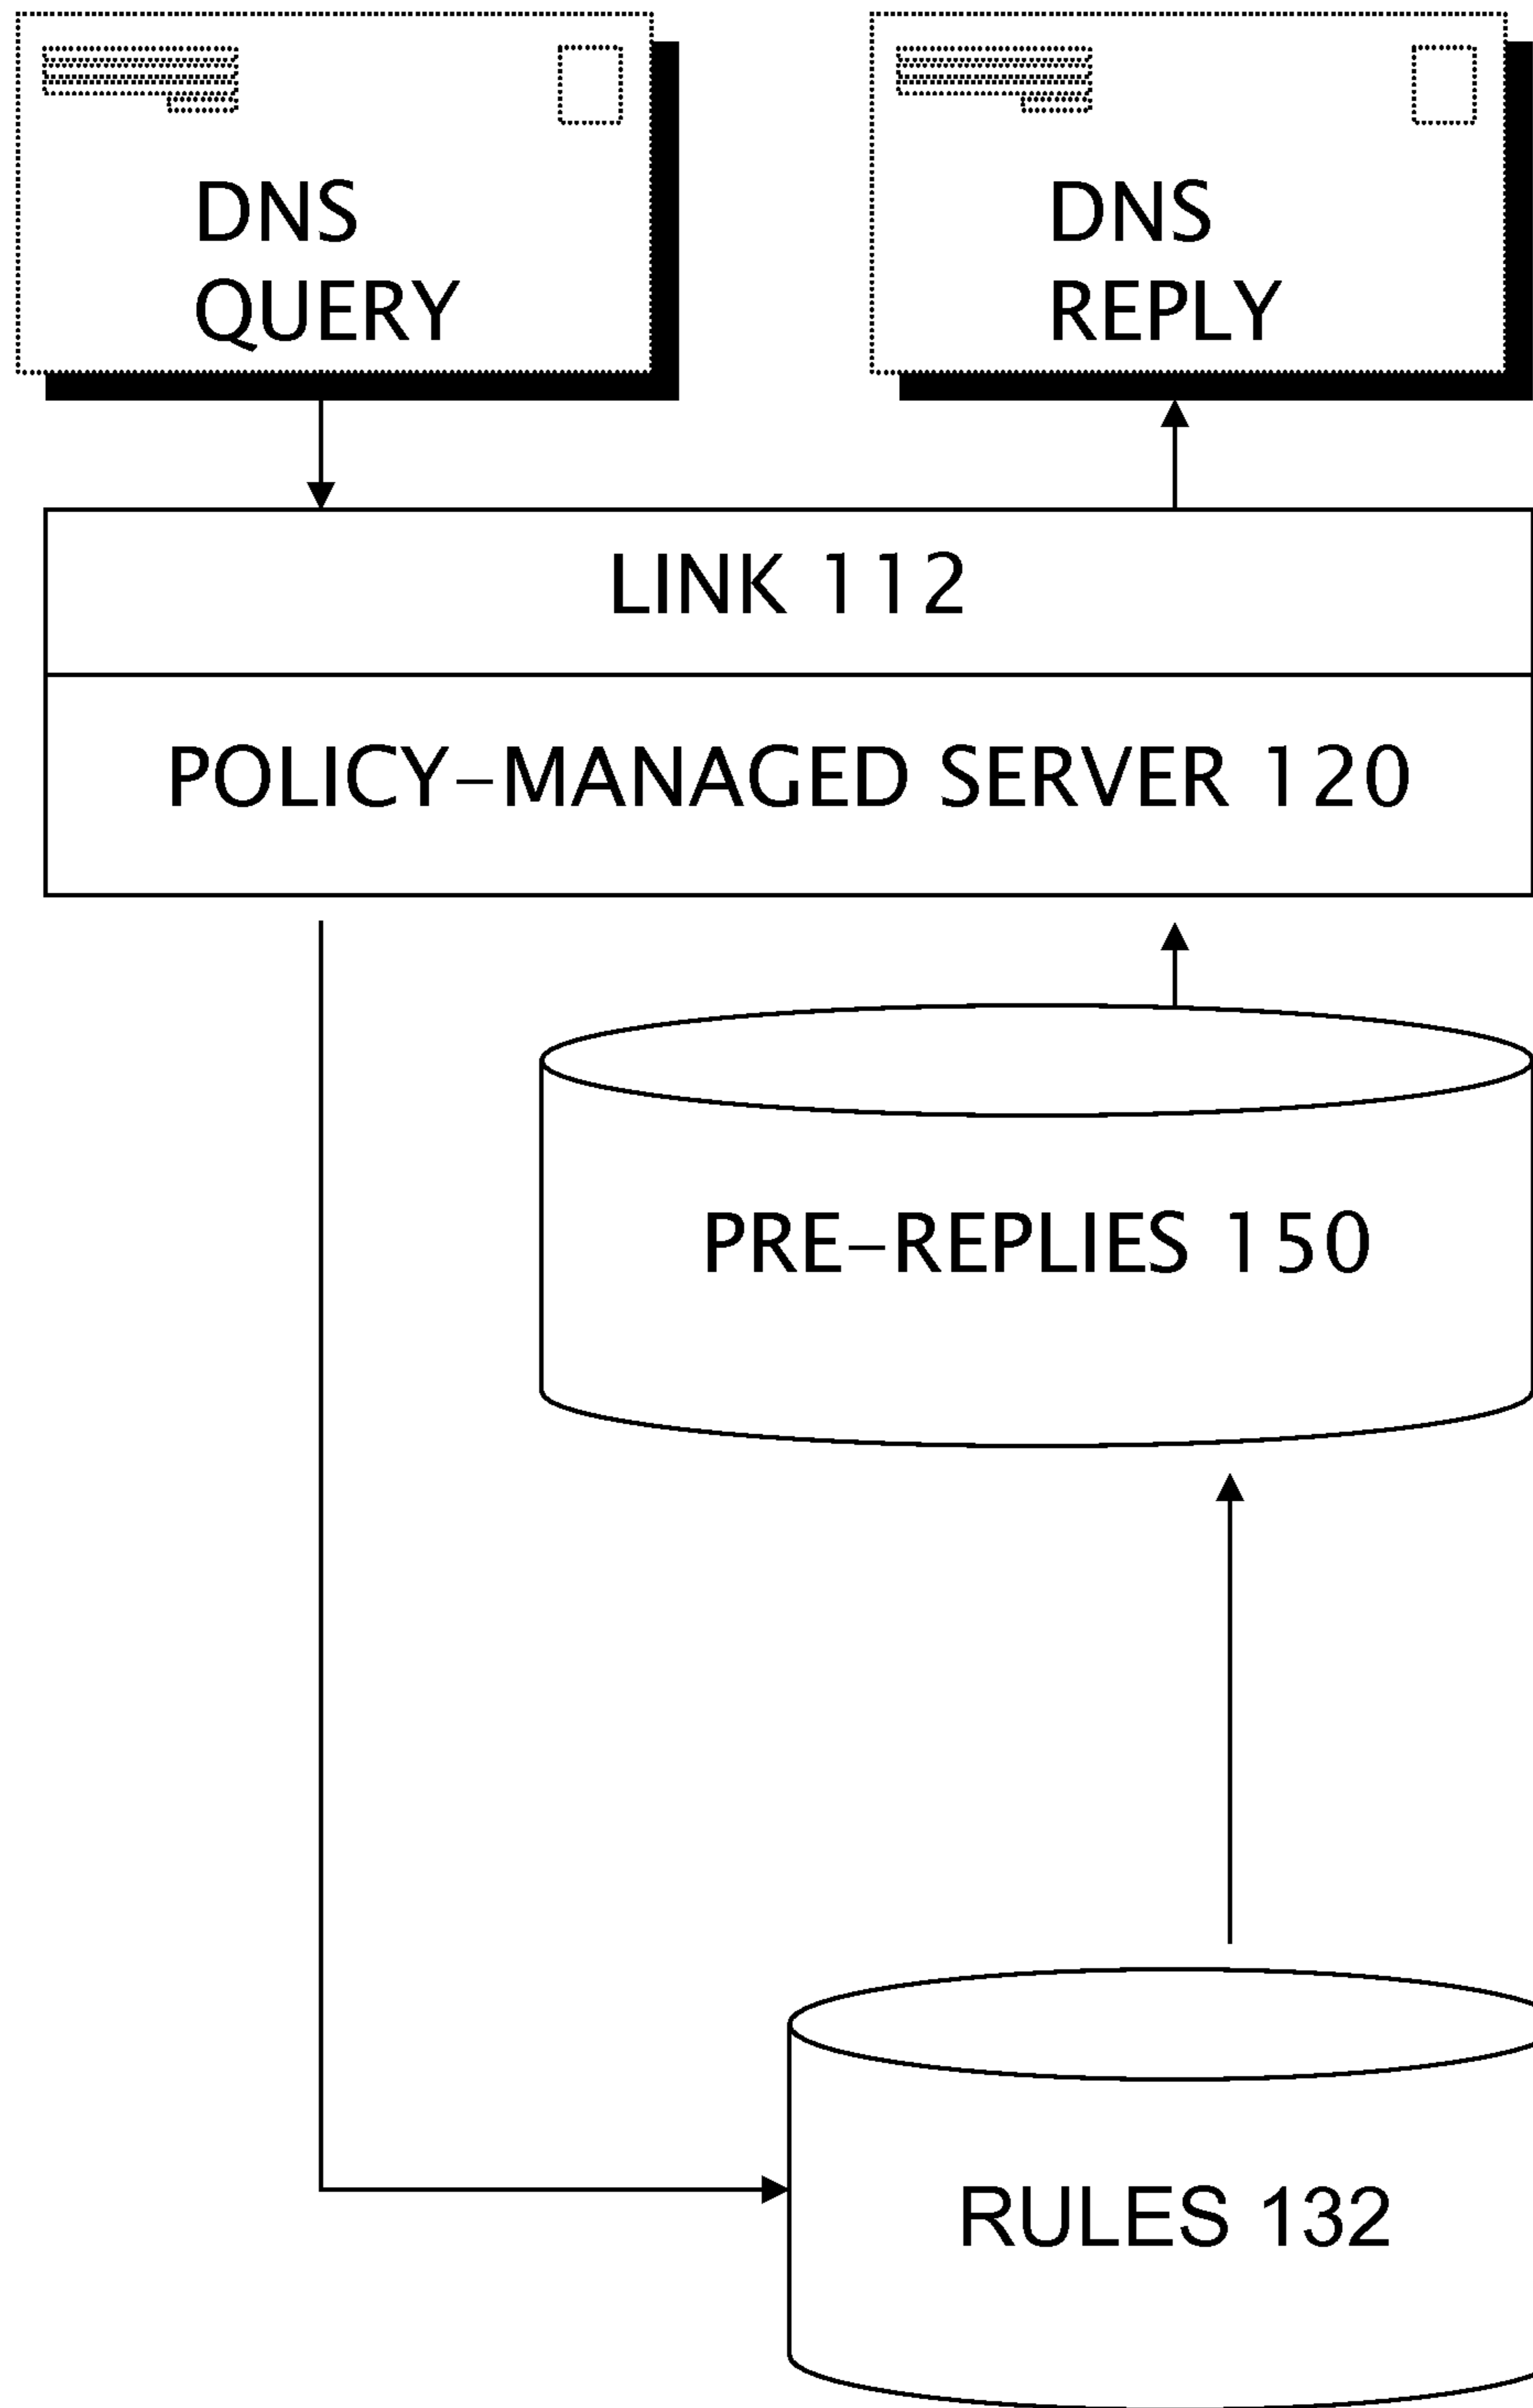 DNS
QUERY
DNS
REPLY
LINK 112
POLICY-MANAGED SERVER 120
PRE-REPLIES 150
RULES 132